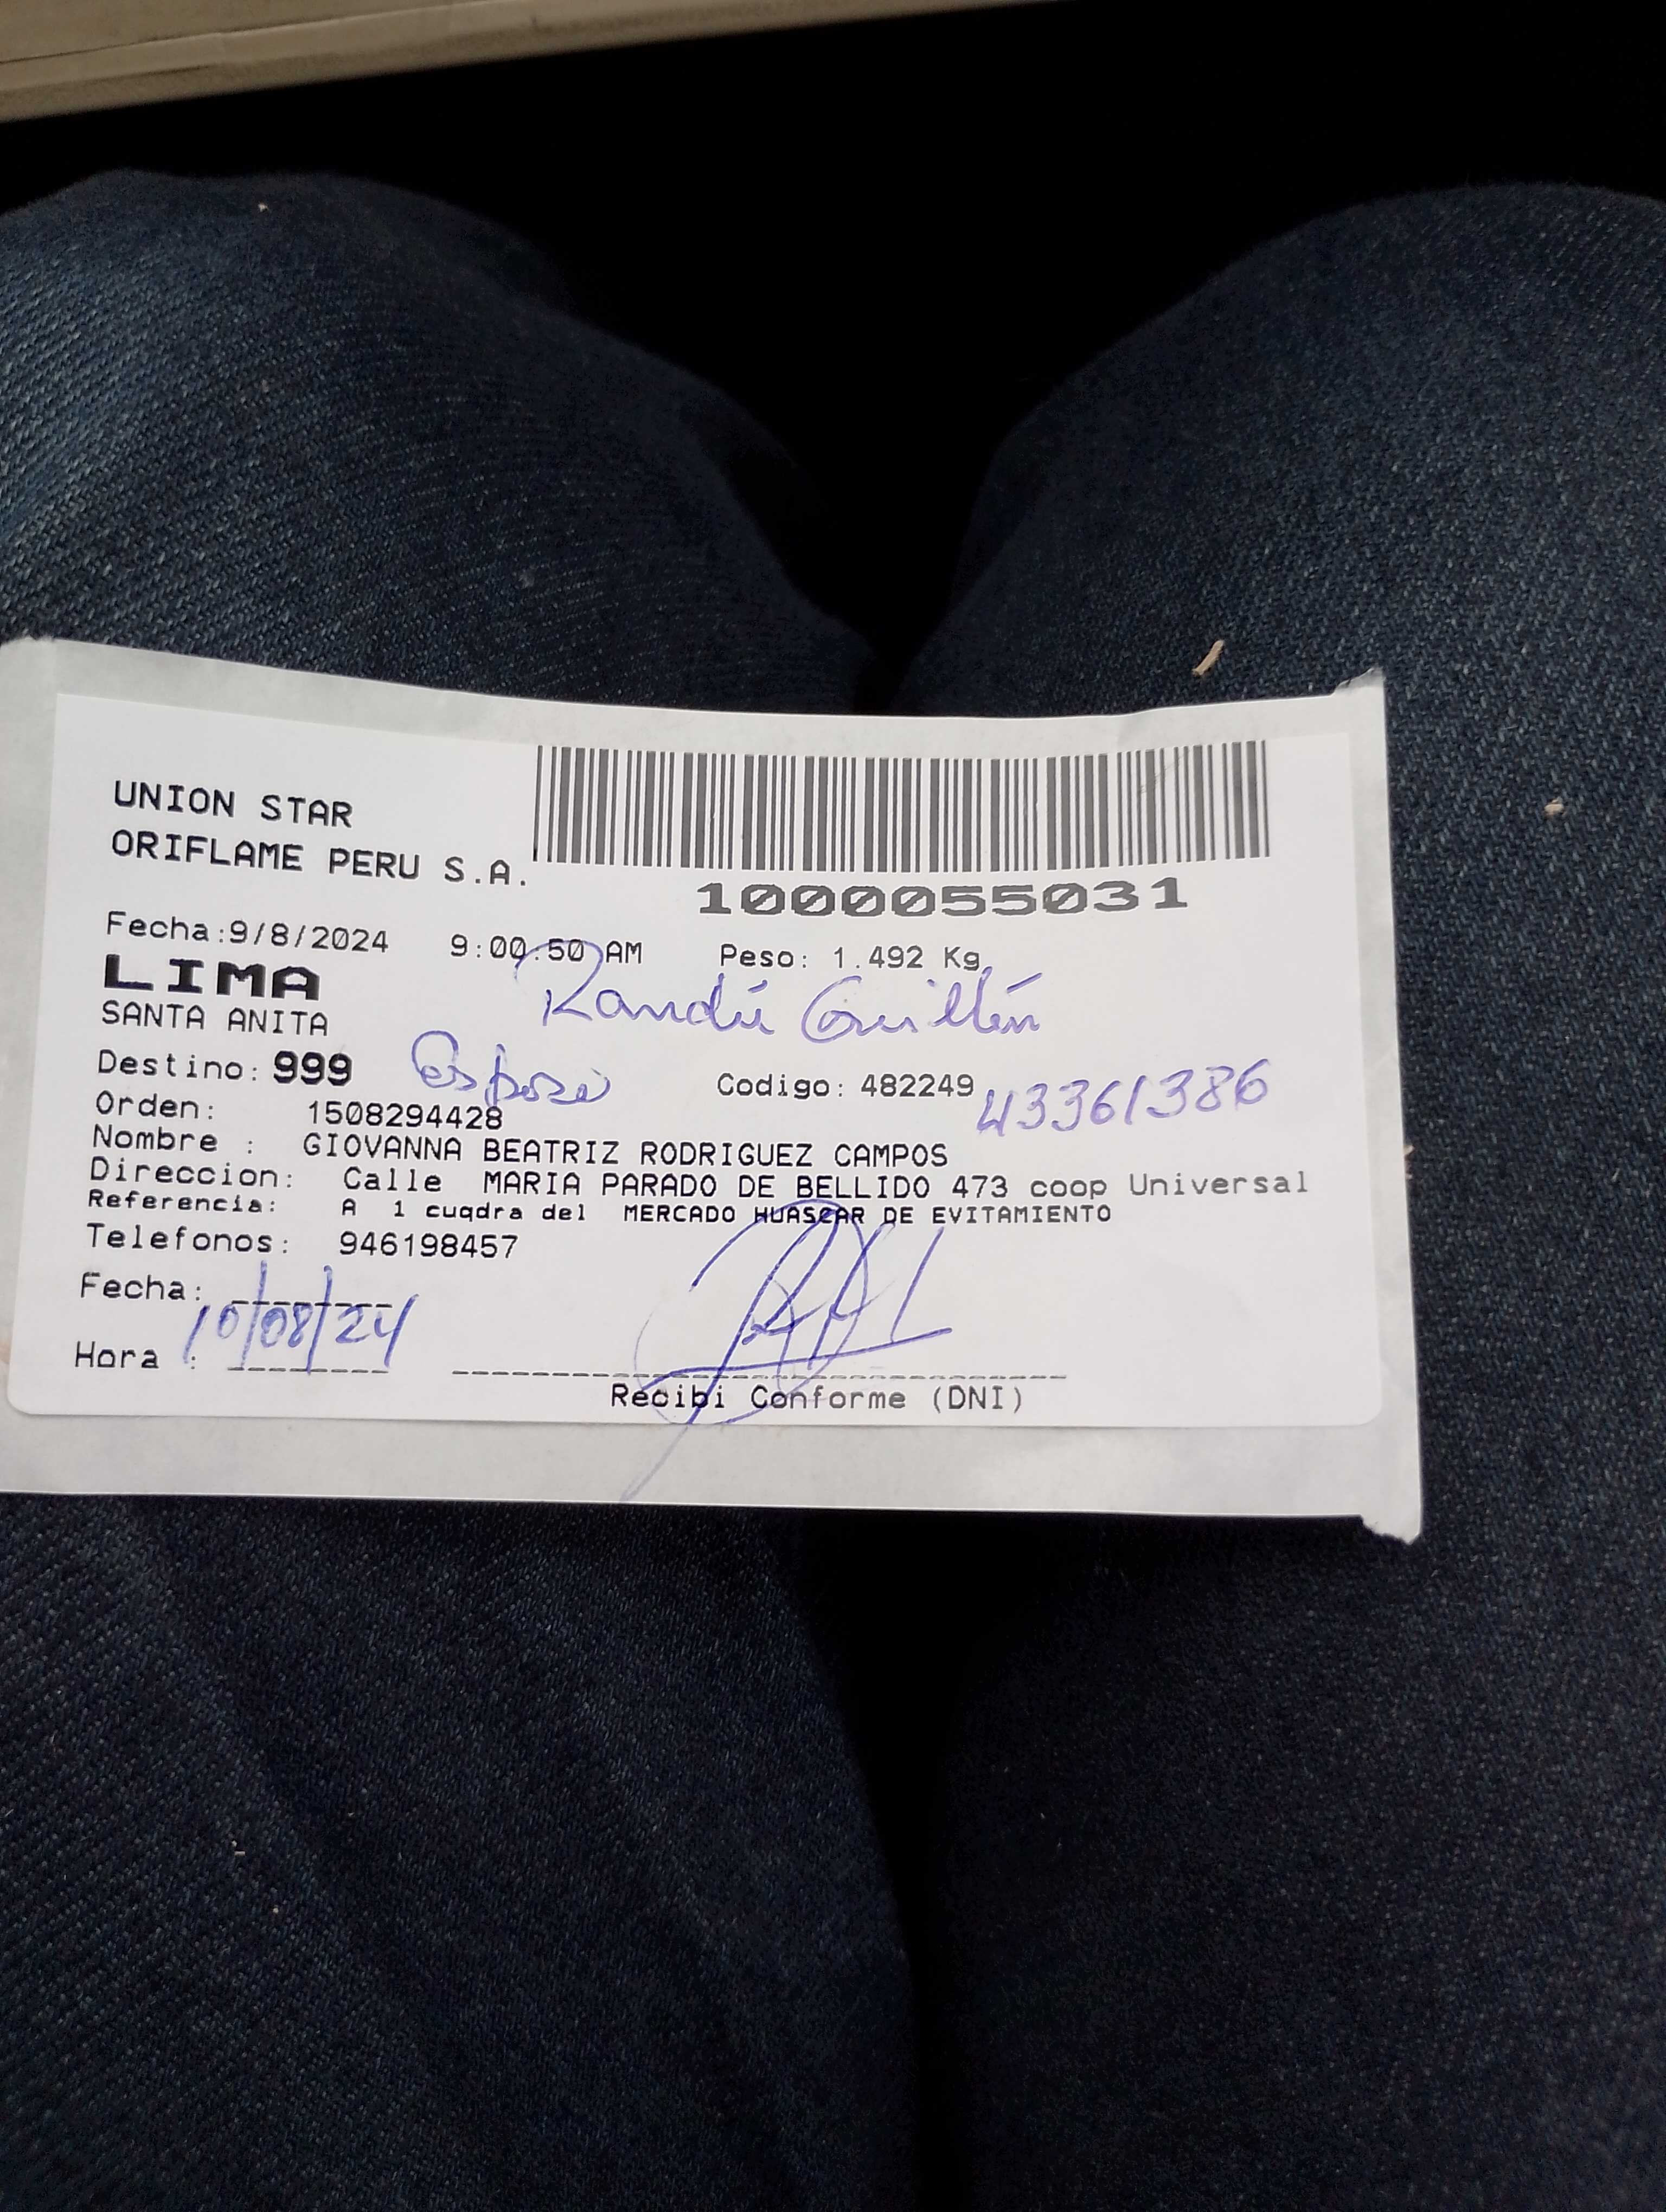 UNION STAR
ORIFLAME PERU S.A.
1000055031
Fecha:9/8/2024 9:00:50 AM Peso: 1.492 Kg
LIMA
Randú Guillén
SANTA ANITA
Destino: 999 Esposo Codigo: 482249 43361386
Orden: 1508294428
Nombre : GIOVANNA BEATRIZ RODRIGUEZ CAMPOS
Direccion: Calle MARIA PARADO DE BELLIDO 473 coop Universal
Referencia: A 1 cuqdra del MERCADO HUASCAR DE EVITAMIENTO
Telefonos: 946198457
Fecha: 10/08/24
Hora :
Recibi Conforme (DNI)